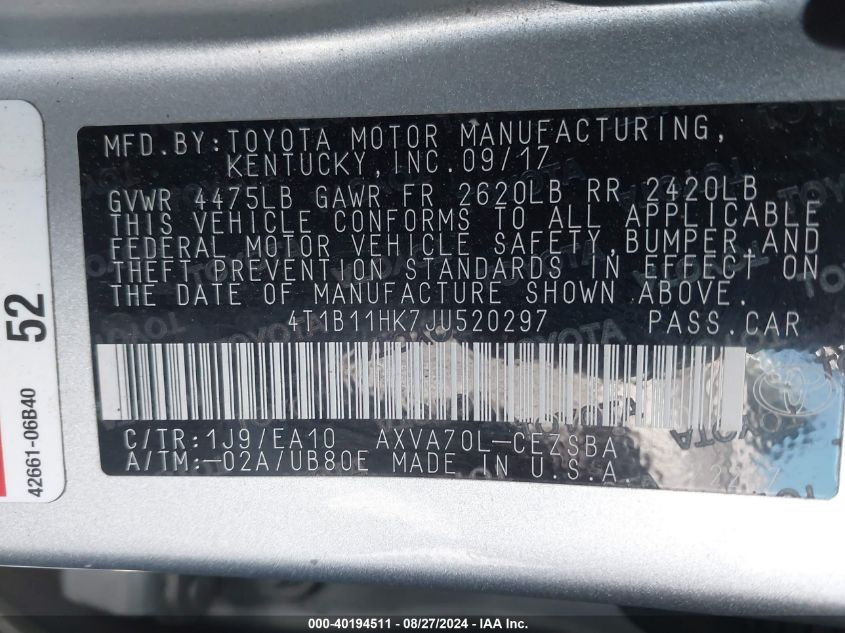 MFD.BY:TOYOTA MOTOR MANUFACTURING,
KENTUCKY,INC.09/17
GVWR 4475LB GAWR FR 2620LB RR 2420LB
THIS VEHICLE CONFORMS TO ALL APPLICABLE
FEDERAL MOTOR VEHICLE SAFETY,BUMPER,AND
THEFT PREVENTION STANDARDS IN EFFECT ON
THE DATE OF MANUFACTURE SHOWN ABOVE.
4T1B11HK7JU520297 PASS.CAR
C/TR:1J9/EA10 AXVA70L-CEZSBA
A/TM:-02A/UB80E MADE IN U.S.A.
52
42661-06B40
TOYOTA
000-40194511 - 08/27/2024 - IAA Inc.